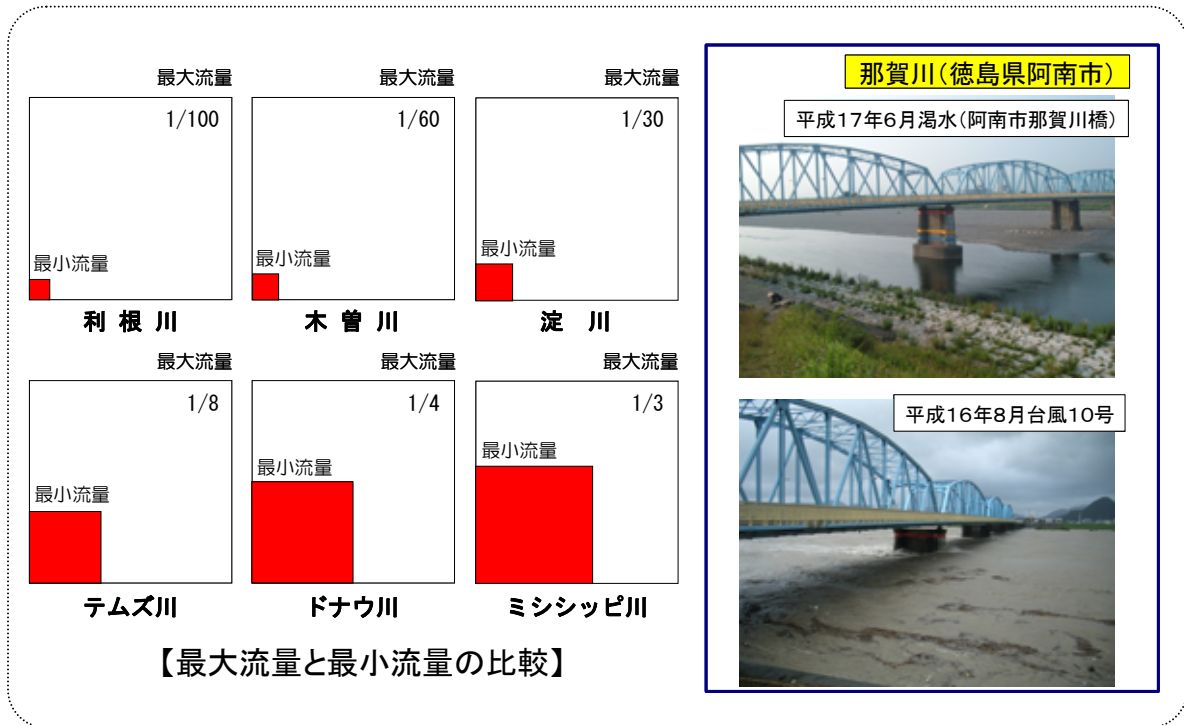 最大流量
1/100
最小流量
利根川
最大流量
1/60
最小流量
木曽川
最大流量
1/30
最小流量
淀川
最大流量
1/8
最小流量
テムズ川
最大流量
1/4
最小流量
ドナウ川
最大流量
1/3
最小流量
ミシシッピ川
【最大流量と最小流量の比較】
那賀川(徳島県阿南市)
平成17年6月渇水(阿南市那賀川橋)
平成16年8月台風10号